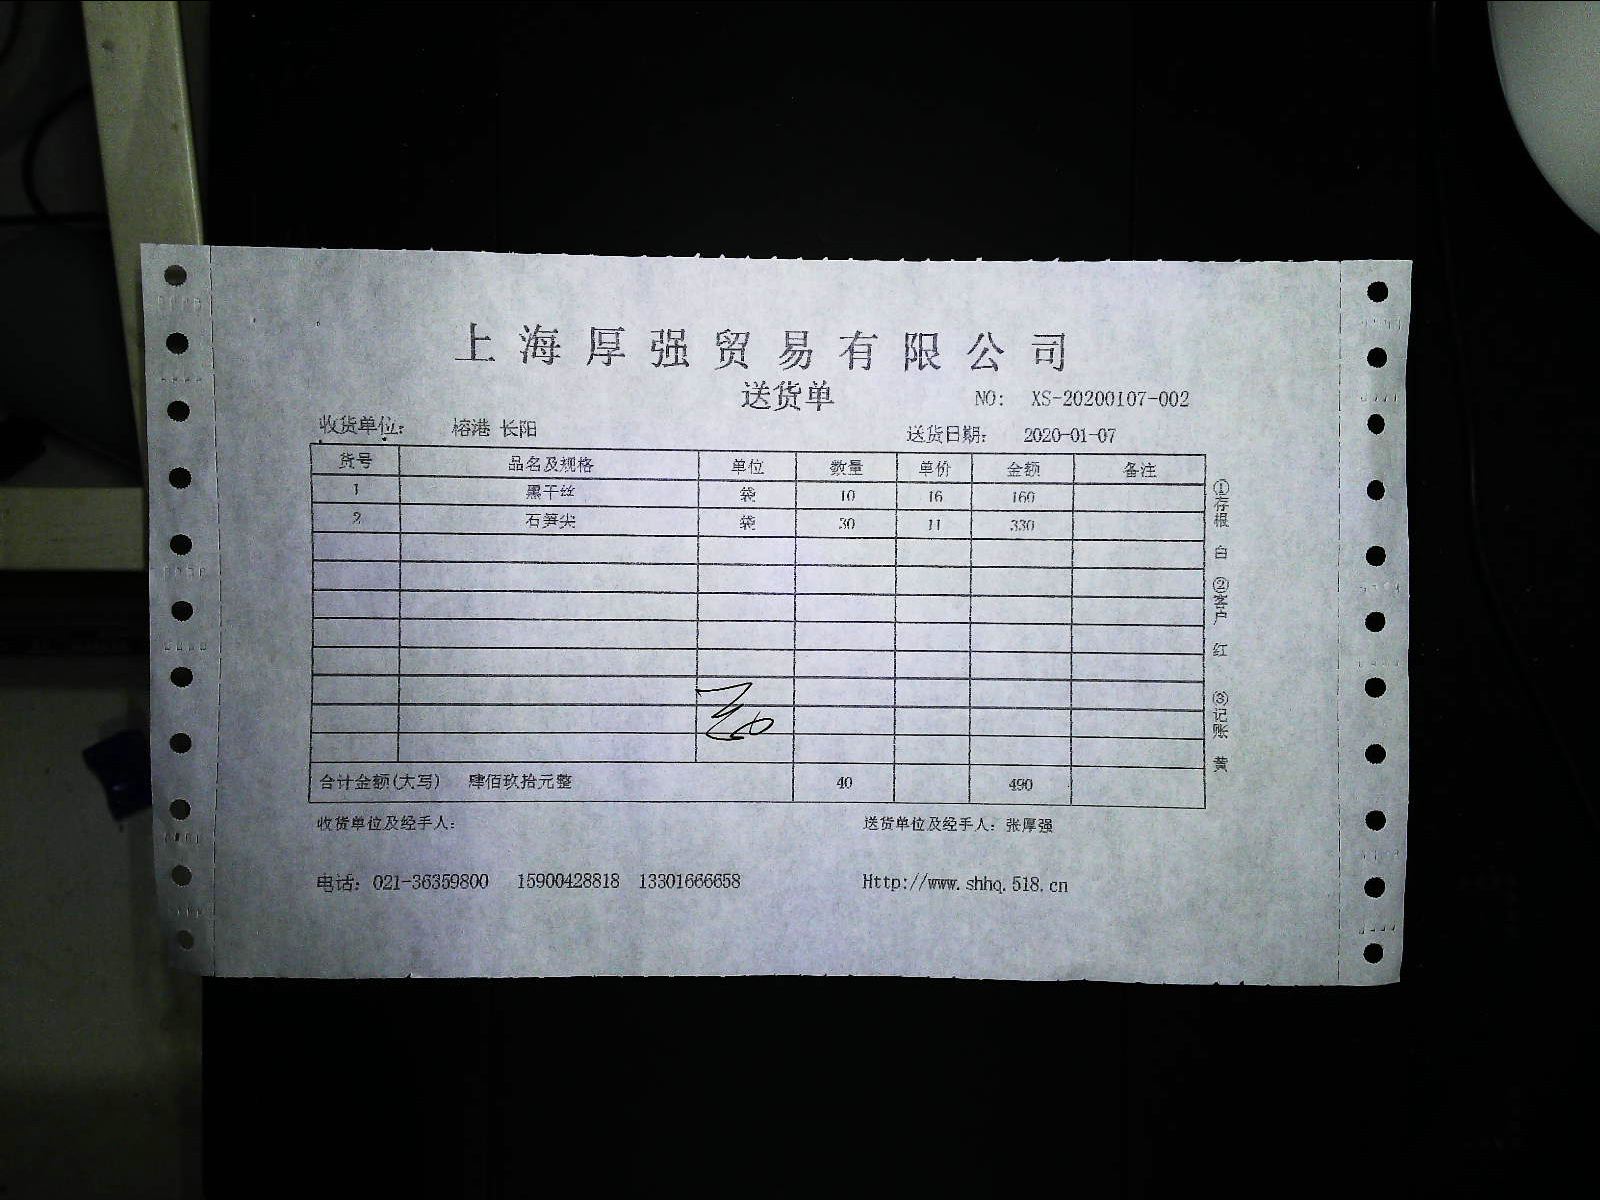 上海厚强贸易有限公司
送货单
NO: XS-20200107-002
收货单位: 榕港 长阳
送货日期: 2020-01-07
货号 品名及规格 单位 数量 单价 金额 备注
1 黑干丝 袋 10 16 160
2 石笋尖 袋 30 11 330
合计金额(大写) 肆佰玖拾元整 40 490
收货单位及经手人:
送货单位及经手人: 张厚强
电话: 021-36359800 15900428818 13301666658
Http://www.shhq.518.cn
①存根 白 ②客户 红 ③记账 黄